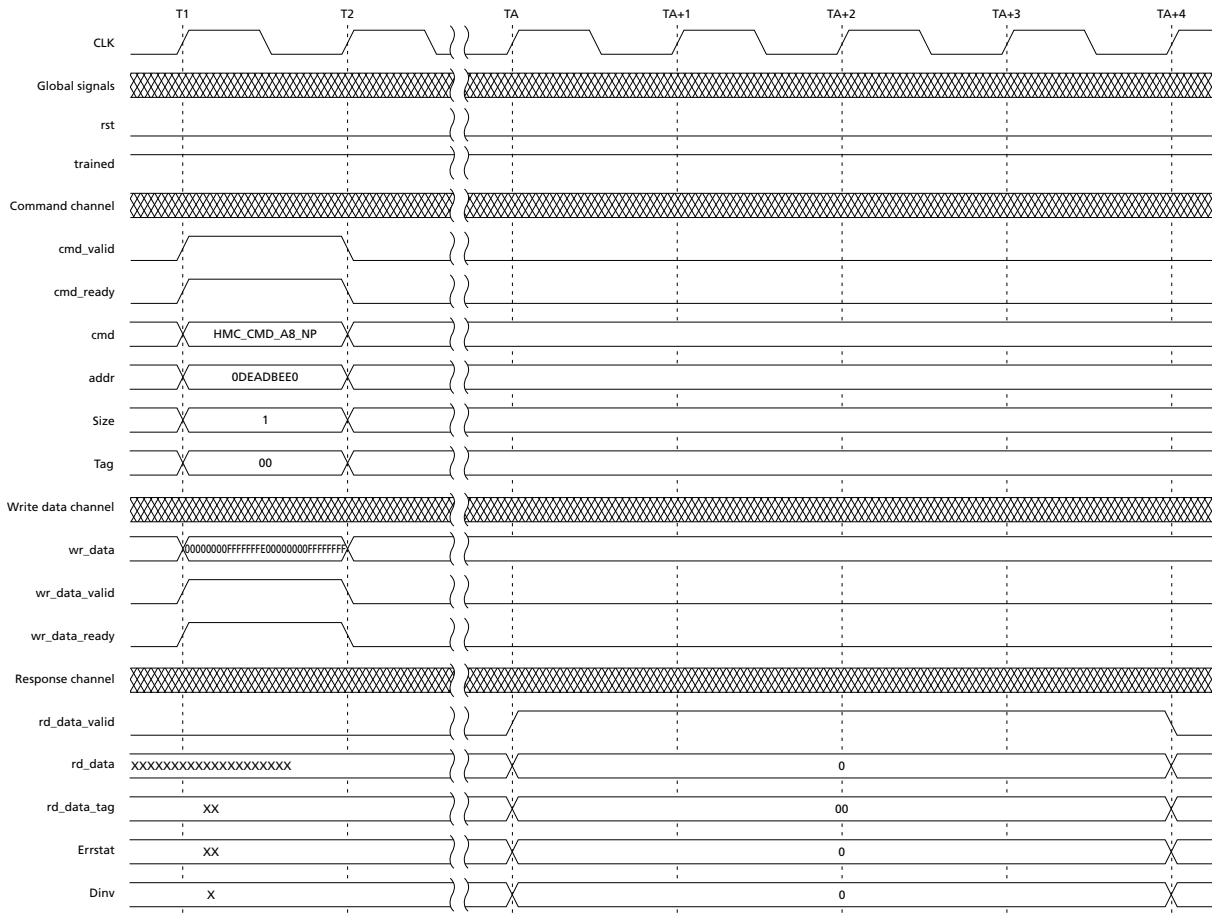 T1 T2 TA TA+1 TA+2 TA+3 TA+4
CLK
Global signals
rst
trained
Command channel
cmd_valid
cmd_ready
cmd HMC_CMD_A8_NP
addr 0DEADBEE0
Size 1
Tag 00
Write data channel
wr_data 00000000FFFFFFFE00000000FFFFFFFF
wr_data_valid
wr_data_ready
Response channel
rd_data_valid
rd_data XXXXXXXXXXXXXXXXXXXX 0
rd_data_tag XX 00
Errstat XX 0
Dinv X 0